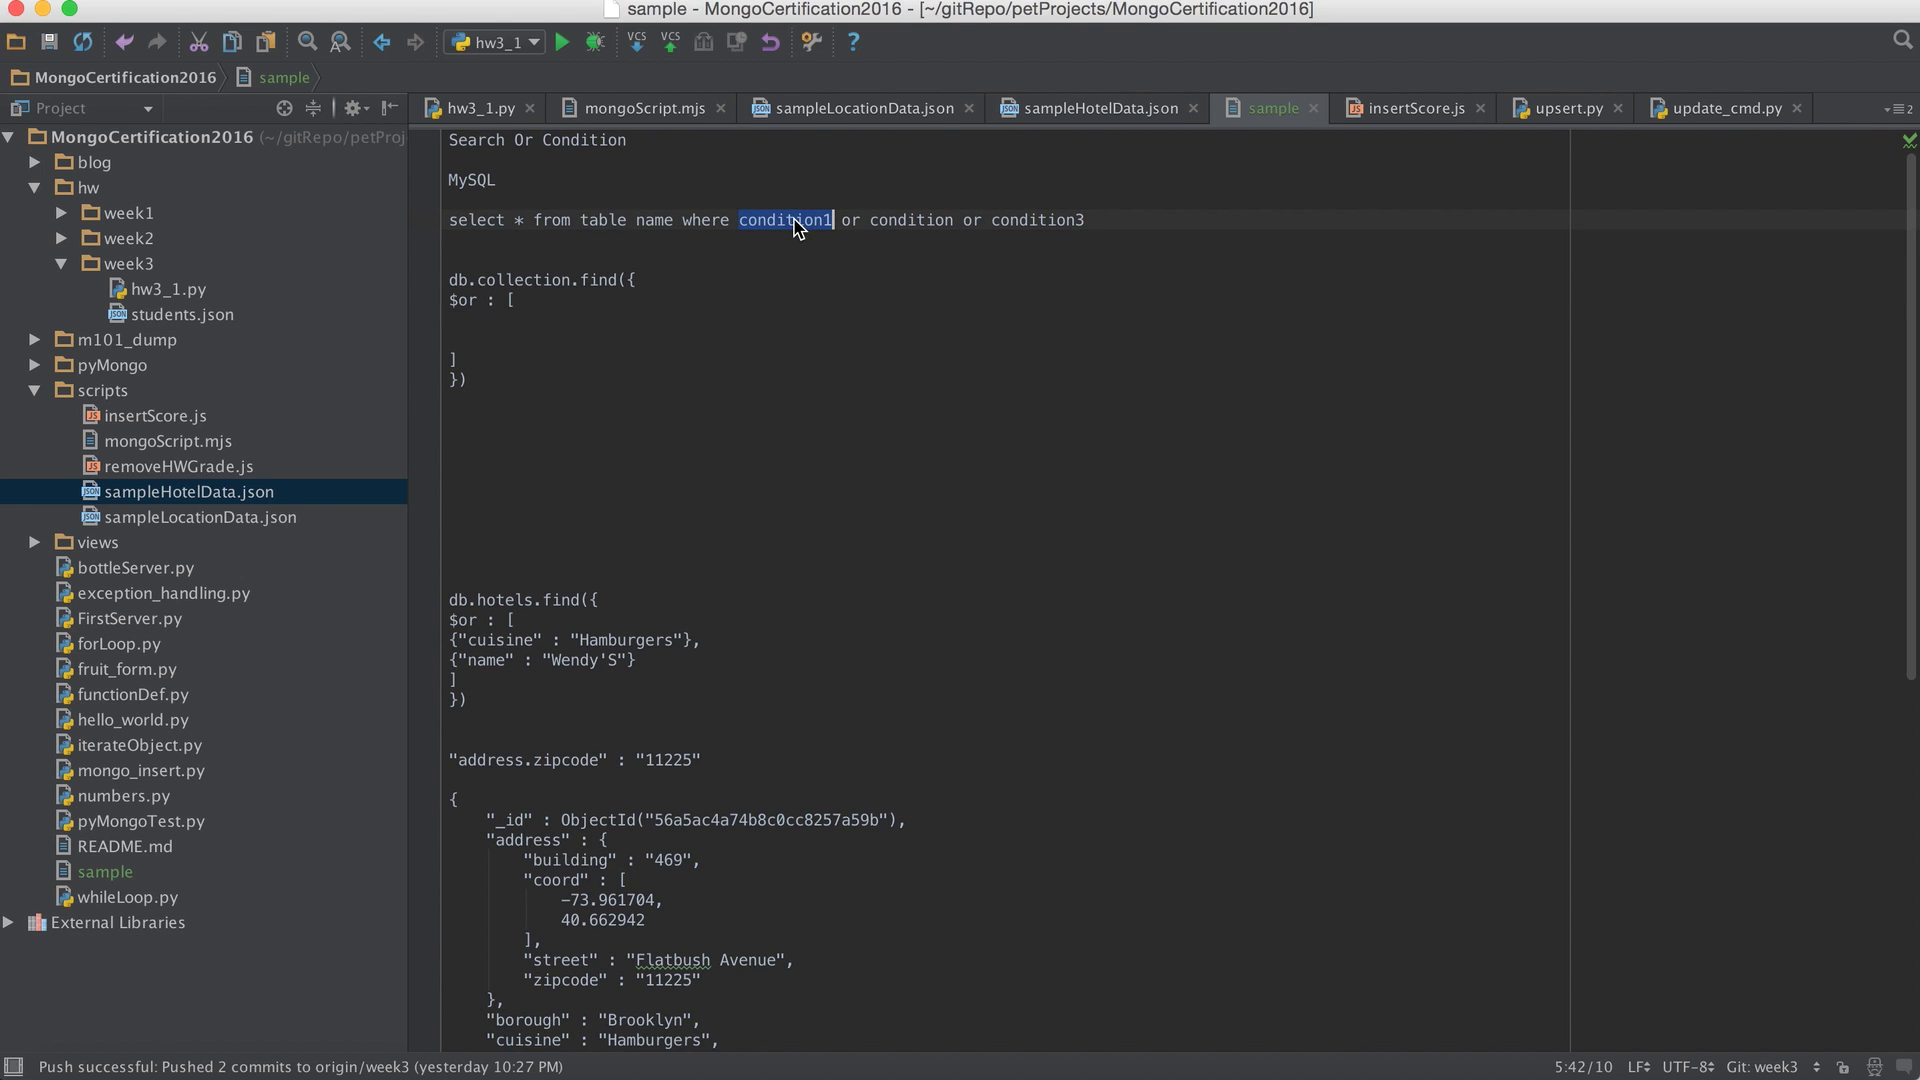 sample - MongoCertification2016 - [~/gitRepo/petProjects/MongoCertification2016]
hw3_1
VCS
VCS
?
MongoCertification2016
sample
Project
hw3_1.py
mongoScript.mjs
sampleLocationData.json
sampleHotelData.json
sample
insertScore.js
upsert.py
update_cmd.py
2
MongoCertification2016 (~/gitRepo/petProj
blog
hw
week1
week2
week3
hw3_1.py
students.json
m101_dump
pyMongo
scripts
insertScore.js
mongoScript.mjs
removeHWGrade.js
sampleHotelData.json
sampleLocationData.json
views
bottleServer.py
exception_handling.py
FirstServer.py
forLoop.py
fruit_form.py
functionDef.py
hello_world.py
iterateObject.py
mongo_insert.py
numbers.py
pyMongoTest.py
README.md
sample
whileLoop.py
External Libraries
Search Or Condition
MySQL
select * from table name where condition1 or condition or condition3
db.collection.find({
$or : [
]
})
db.hotels.find({
$or : [
{"cuisine" : "Hamburgers"},
{"name" : "Wendy'S"}
]
})
"address.zipcode" : "11225"
{
"_id" : ObjectId("56a5ac4a74b8c0cc8257a59b"),
"address" : {
"building" : "469",
"coord" : [
-73.961704,
40.662942
],
"street" : "Flatbush Avenue",
"zipcode" : "11225"
},
"borough" : "Brooklyn",
"cuisine" : "Hamburgers",
Push successful: Pushed 2 commits to origin/week3 (yesterday 10:27 PM)
5:42/10 LF UTF-8 Git: week3